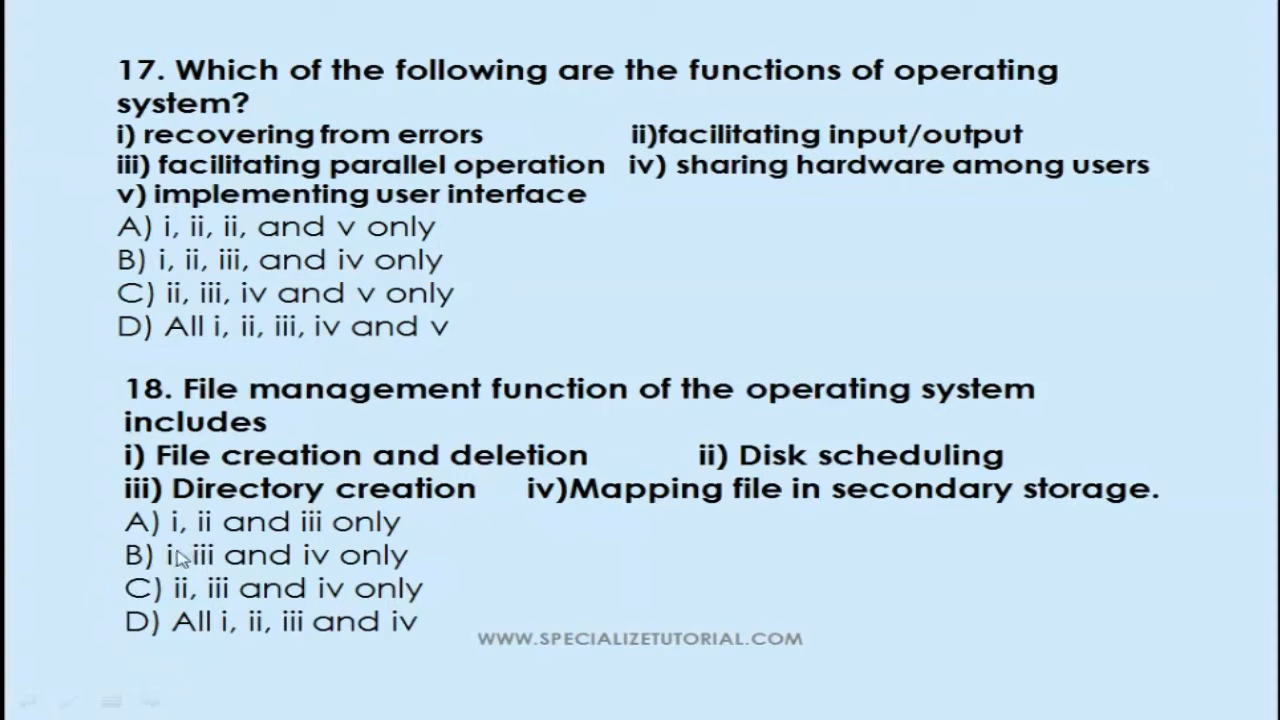 17. Which of the following are the functions of operating
system?
i) recovering from errors ii)facilitating input/output
iii) facilitating parallel operation iv) sharing hardware among users
v) implementing user interface
A) i, ii, ii, and v only
B) i, ii, iii, and iv only
C) ii, iii, iv and v only
D) All i, ii, iii, iv and v
18. File management function of the operating system
includes
i) File creation and deletion ii) Disk scheduling
iii) Directory creation iv)Mapping file in secondary storage.
A) i, ii and iii only
B) i, iii and iv only
C) ii, iii and iv only
D) All i, ii, iii and iv
WWW.SPECIALIZETUTORIAL.COM